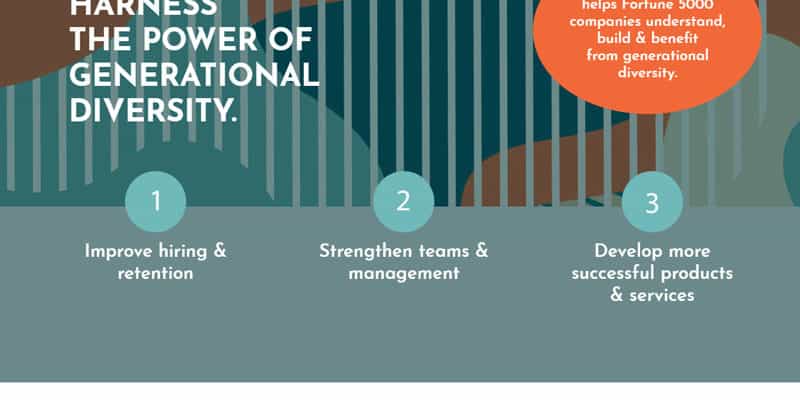 HARNESS
THE POWER OF
GENERATIONAL
DIVERSITY.
helps Fortune 5000
companies understand,
build & benefit
from generational
diversity.
1
Improve hiring &
retention
2
Strengthen teams &
management
3
Develop more
successful products
& services